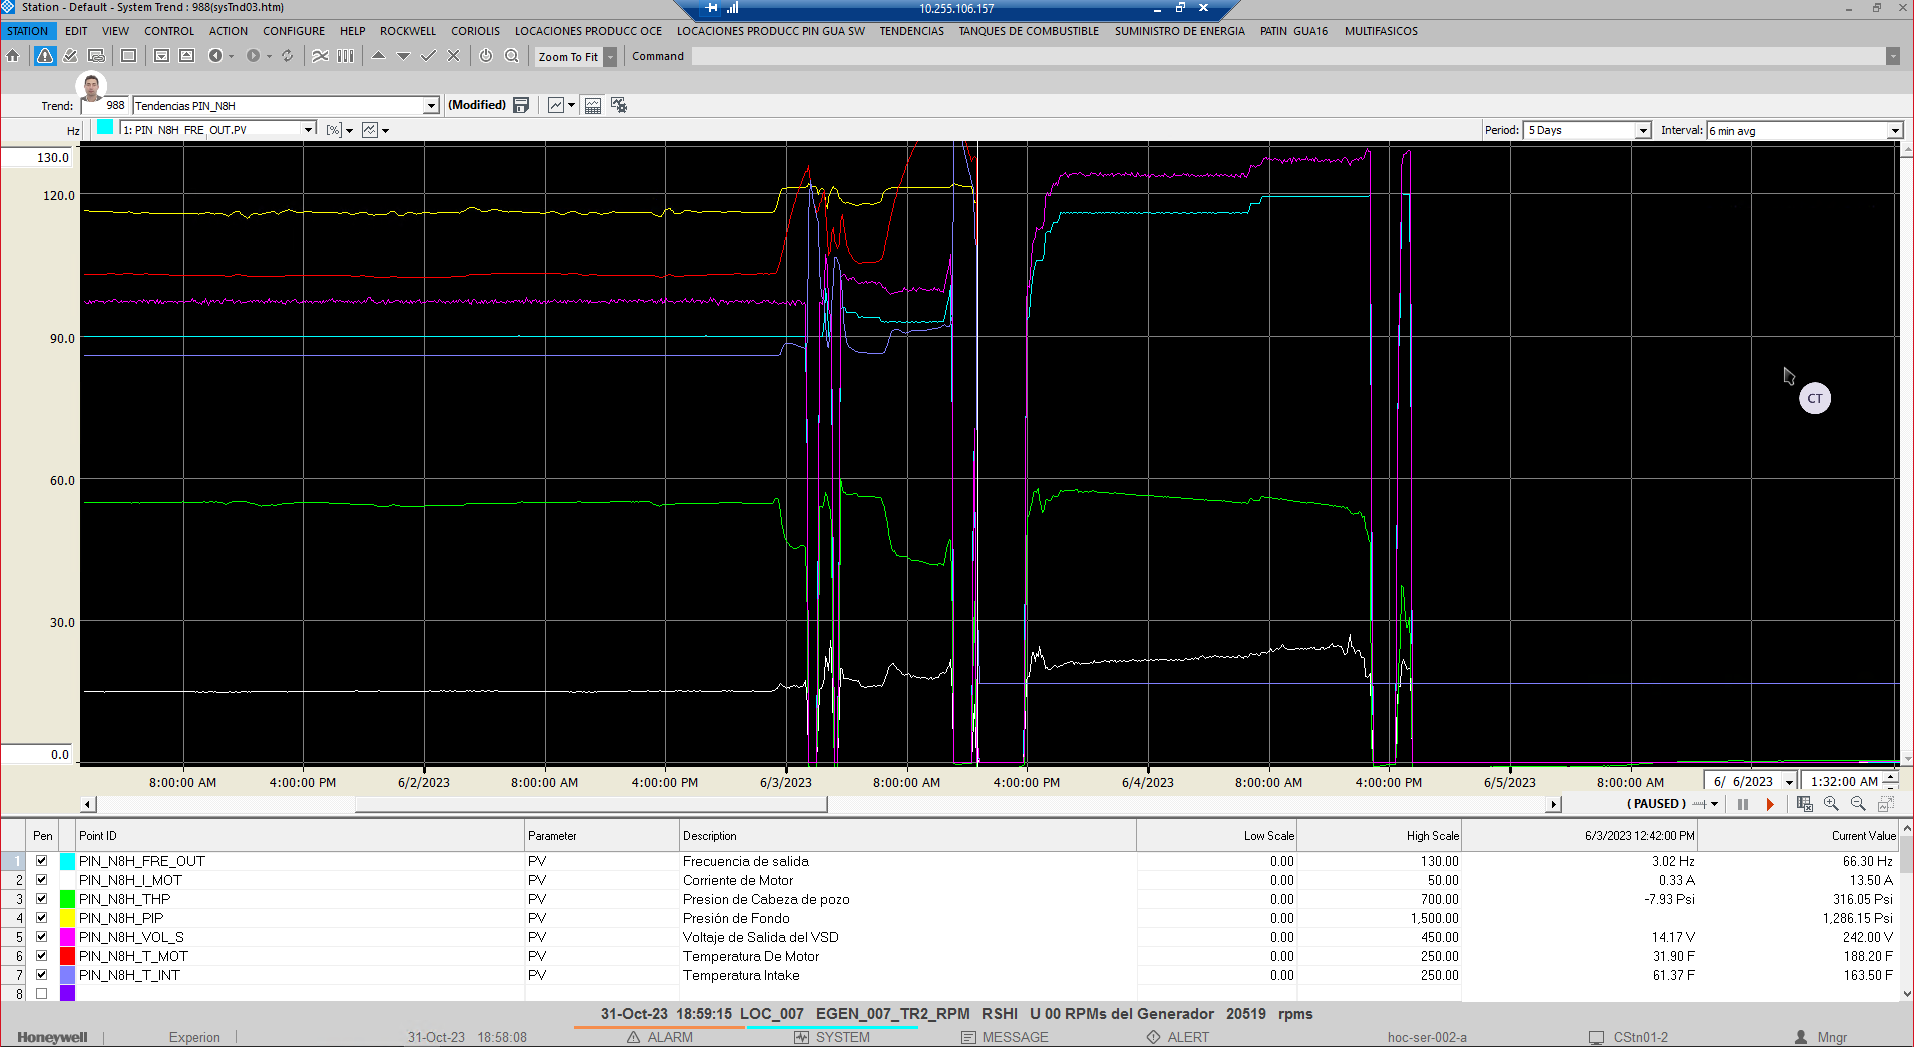 Station - Default - System Trend : 988(sysTnd03.htm)
10.255.106.157
STATION EDIT VIEW CONTROL ACTION CONFIGURE HELP ROCKWELL CORIOLIS LOCACIONES PRODUCC OCE LOCACIONES PRODUCC PIN GUA SW TENDENCIAS TANQUES DE COMBUSTIBLE SUMINISTRO DE ENERGIA PATIN GUA16 MULTIFASICOS
Zoom To Fit Command
Trend: 988 Tendencias PIN_N8H (Modified)
Hz 1: PIN_N8H_FRE_OUT.PV [%] Period: 5 Days Interval: 6 min avg
130.0
120.0
90.0
CT
60.0
30.0
0.0
8:00:00 AM 4:00:00 PM 6/2/2023 8:00:00 AM 4:00:00 PM 6/3/2023 8:00:00 AM 4:00:00 PM 6/4/2023 8:00:00 AM 4:00:00 PM 6/5/2023 8:00:00 AM 6/ 6/2023 1:32:00 AM
(PAUSED)
Pen Point ID Parameter Description Low Scale High Scale 6/3/2023 12:42:00 PM Current Value
1 PIN_N8H_FRE_OUT PV Frecuencia de salida 0.00 130.00 3.02 Hz 66.30 Hz
2 PIN_N8H_I_MOT PV Corriente de Motor 0.00 50.00 0.33 A 13.50 A
3 PIN_N8H_THP PV Presion de Cabeza de pozo 0.00 700.00 -7.93 Psi 316.05 Psi
4 PIN_N8H_PIP PV Presión de Fondo 0.00 1,500.00 1,286.15 Psi
5 PIN_N8H_VOL_S PV Voltaje de Salida del VSD 0.00 450.00 14.17 V 242.00 V
6 PIN_N8H_T_MOT PV Temperatura De Motor 0.00 250.00 31.90 F 188.20 F
7 PIN_N8H_T_INT PV Temperatura Intake 0.00 250.00 61.37 F 163.50 F
8
31-Oct-23 18:59:15 LOC_007 EGEN_007_TR2_RPM RSHI U 00 RPMs del Generador 20519 rpms
Honeywell Experion 31-Oct-23 18:58:08 ALARM SYSTEM MESSAGE ALERT hoc-ser-002-a CStn01-2 Mngr